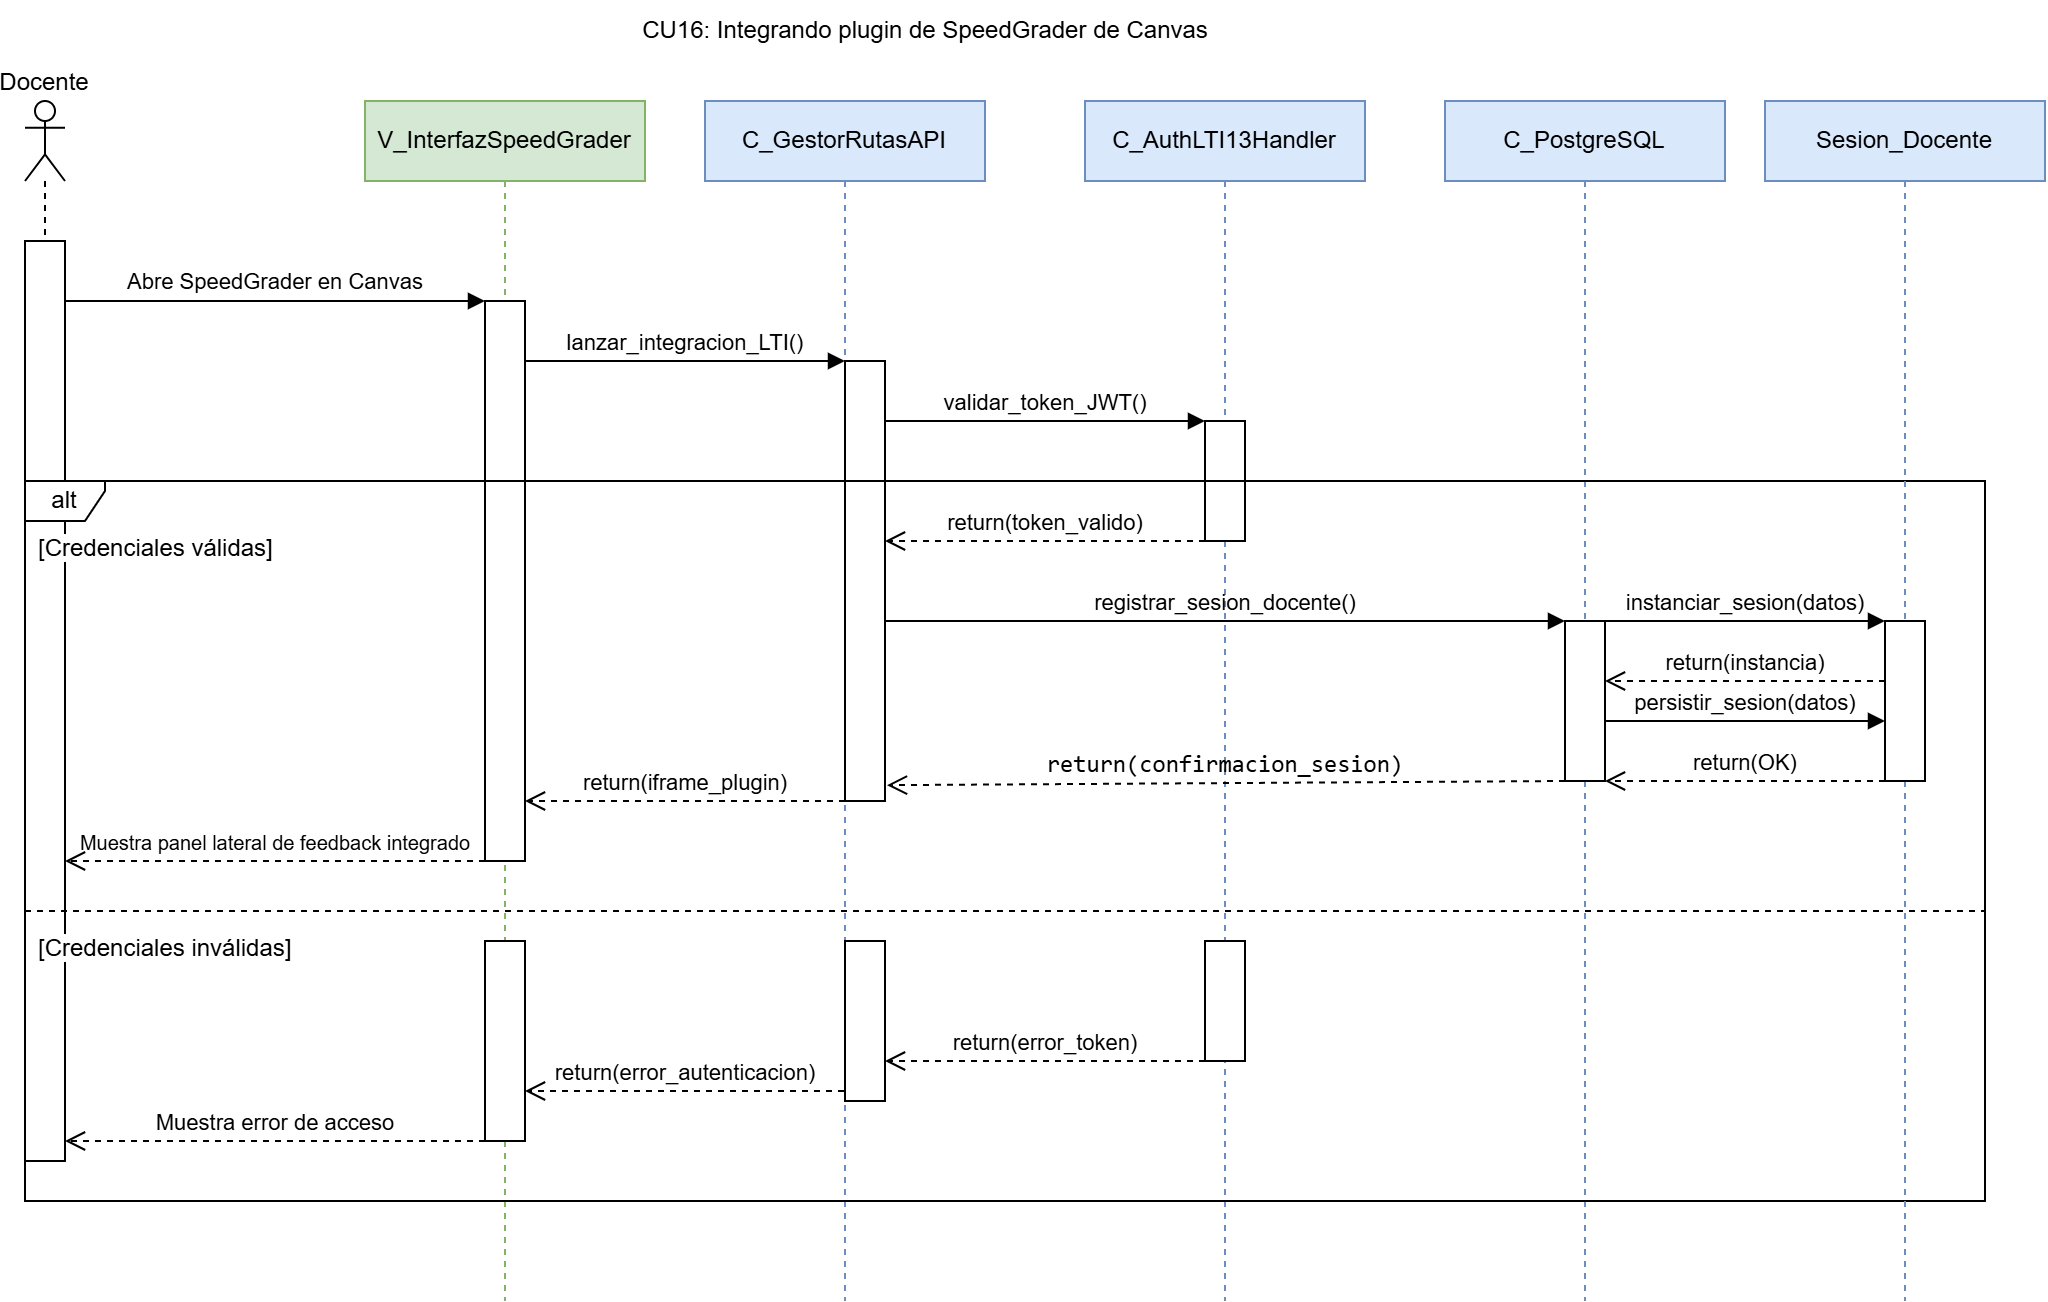 CU16: Integrando plugin de SpeedGrader de Canvas
Docente
V_InterfazSpeedGrader
C_GestorRutasAPI
C_AuthLTI13Handler
C_PostgreSQL
Sesion_Docente
Abre SpeedGrader en Canvas
lanzar_integracion_LTI()
validar_token_JWT()
alt
return(token_valido)
[Credenciales válidas]
registrar_sesion_docente()
instanciar_sesion(datos)
return(instancia)
persistir_sesion(datos)
return(confirmacion_sesion)
return(OK)
return(iframe_plugin)
Muestra panel lateral de feedback integrado
[Credenciales inválidas]
return(error_token)
return(error_autenticacion)
Muestra error de acceso